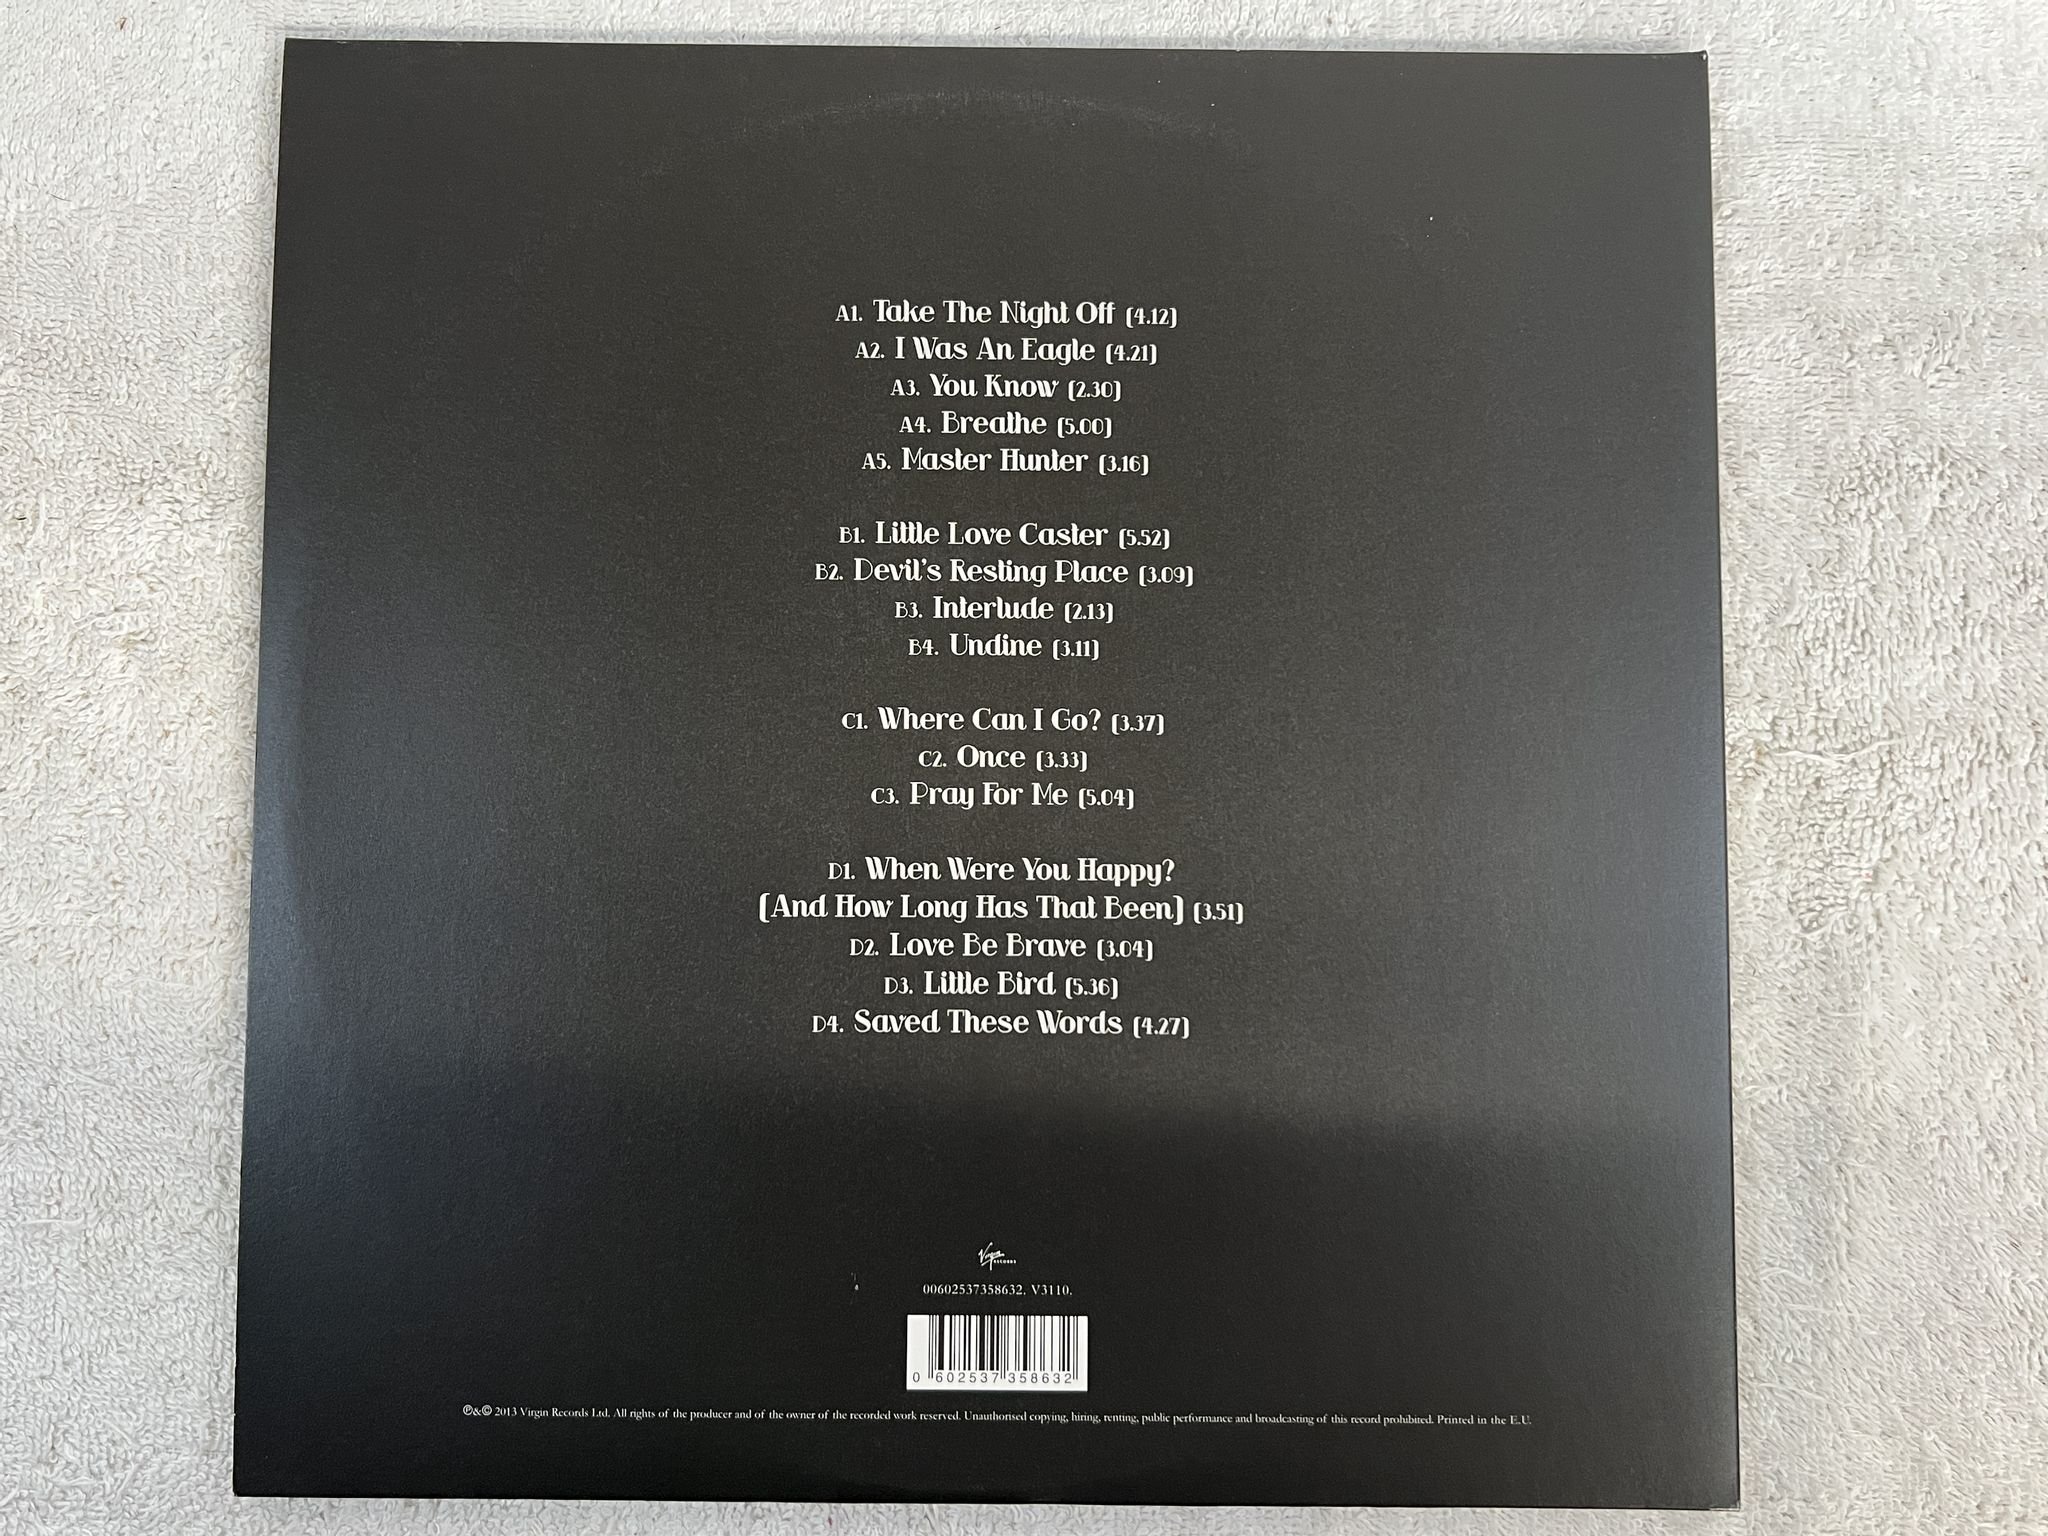 A1. Take The Night Off (4.12)
A2. I Was An Eagle (4.21)
A3. You Know (2.30)
A4. Breathe (5.00)
A5. Master Hunter (3.16)
B1. Little Love Caster (5.52)
B2. Devil's Resting Place (3.09)
B3. Interlude (2.13)
B4. Undine (3.11)
C1. Where Can I Go? (3.37)
C2. Once (3.33)
C3. Pray For Me (5.04)
D1. When Were You Happy?
(And How Long Has That Been) (3.51)
D2. Love Be Brave (3.04)
D3. Little Bird (5.36)
D4. Saved These Words (4.27)
Virgin
RECORDS
00602537358632. V3110.
0 602537 358632
℗&© 2013 Virgin Records Ltd. All rights of the producer and of the owner of the recorded work reserved. Unauthorised copying, hiring, renting, public performance and broadcasting of this record prohibited. Printed in the E.U.